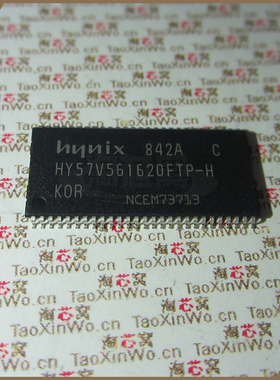 hynix 842A C
HY57V561620FTP-H
KOR NCEM73713
TaoXinWo.Cn
淘芯窝